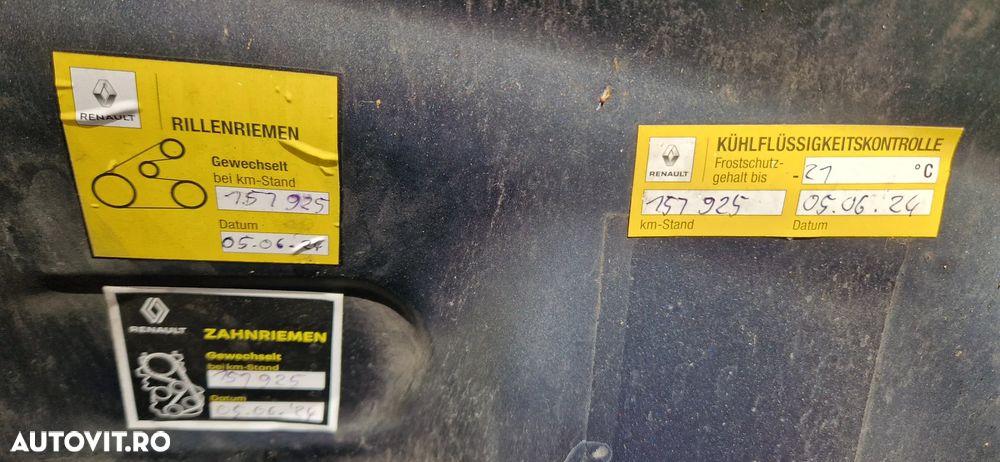 RENAULT
RILLENRIEMEN
Gewechselt
bei km-Stand
157 925
Datum
05.06.24
RENAULT
KÜHLFLÜSSIGKEITSKONTROLLE
Frostschutz-
gehalt bis
-21 °C
157 925
05.06.24
km-Stand
Datum
RENAULT
ZAHNRIEMEN
Gewechselt
bei km-Stand
157 925
Datum
05.06.'24
AUTOVIT.RO